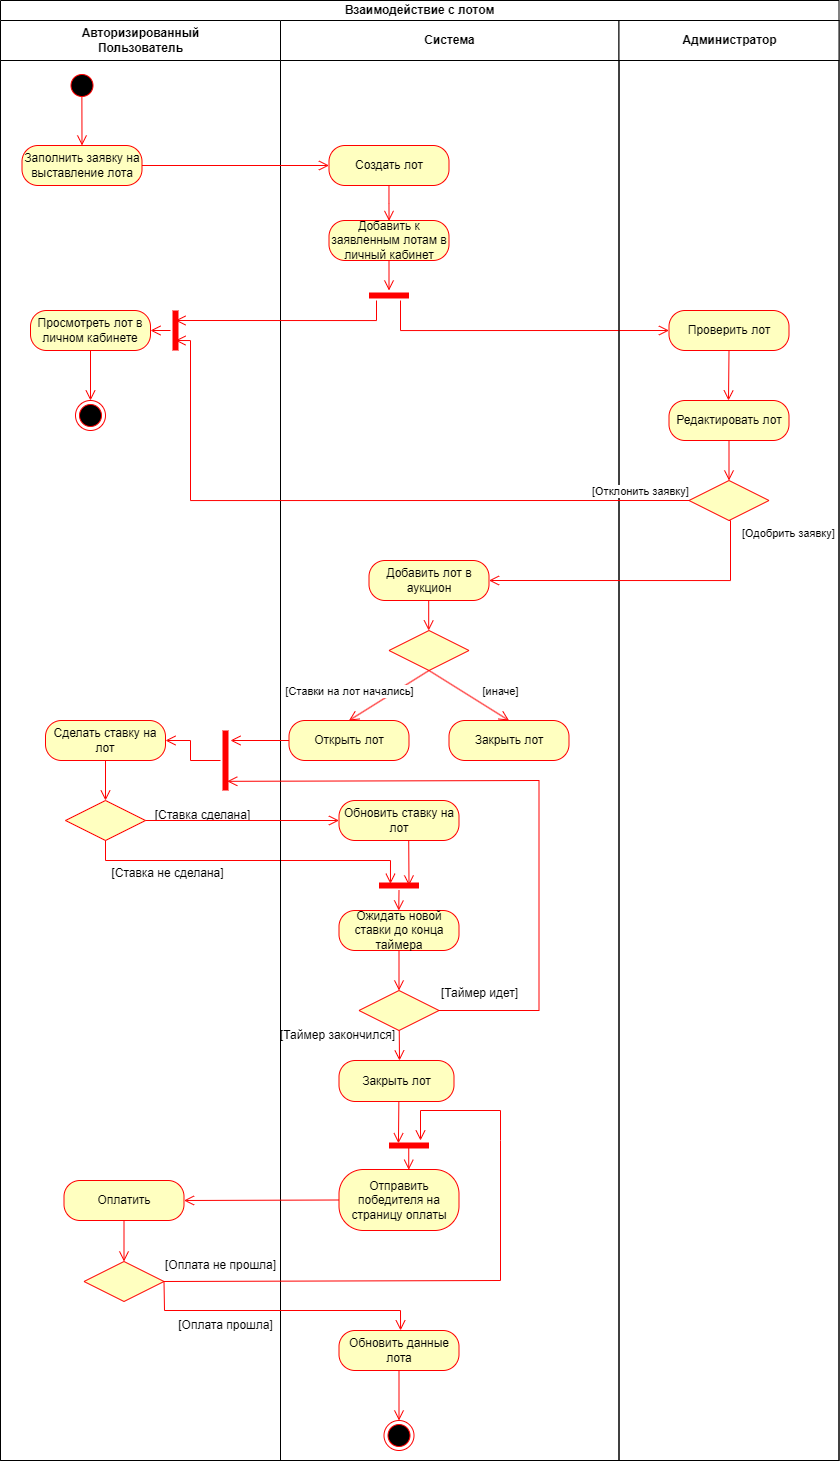 Взаимодействие с лотом
Авторизированный
Пользователь
Система
Администратор
Заполнить заявку на
выставление лота
Создать лот
Добавить к
заявленным лотам в
личный кабинет
Просмотреть лот в
личном кабинете
Проверить лот
Редактировать лот
[Отклонить заявку]
[Одобрить заявку]
Добавить лот в
аукцион
[Ставки на лот начались]
[иначе]
Сделать ставку на
лот
Открыть лот
Закрыть лот
[Ставка сделана]
Обновить ставку на
лот
[Ставка не сделана]
Ожидать новой
ставки до конца
таймера
[Таймер идет]
[Таймер закончился]
Закрыть лот
Отправить
победителя на
страницу оплаты
Оплатить
[Оплата не прошла]
[Оплата прошла]
Обновить данные
лота